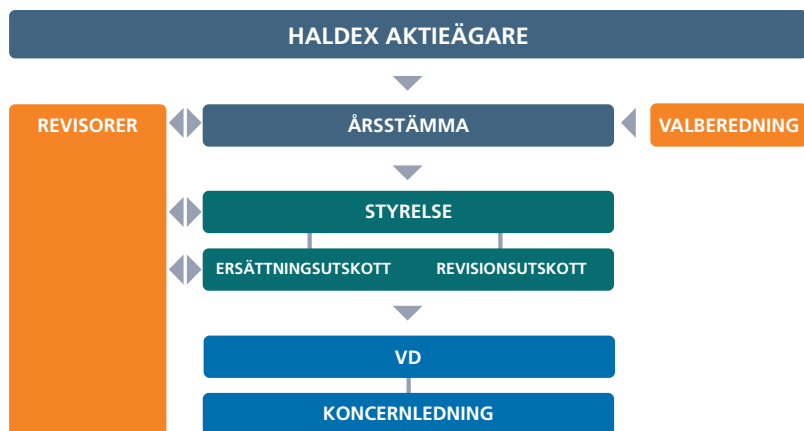 HALDEX AKTIEÄGARE
REVISORER
ÅRSSTÄMMA
VALBEREDNING
STYRELSE
ERSÄTTNINGSUTSKOTT
REVISIONSUTSKOTT
VD
KONCERNLEDNING